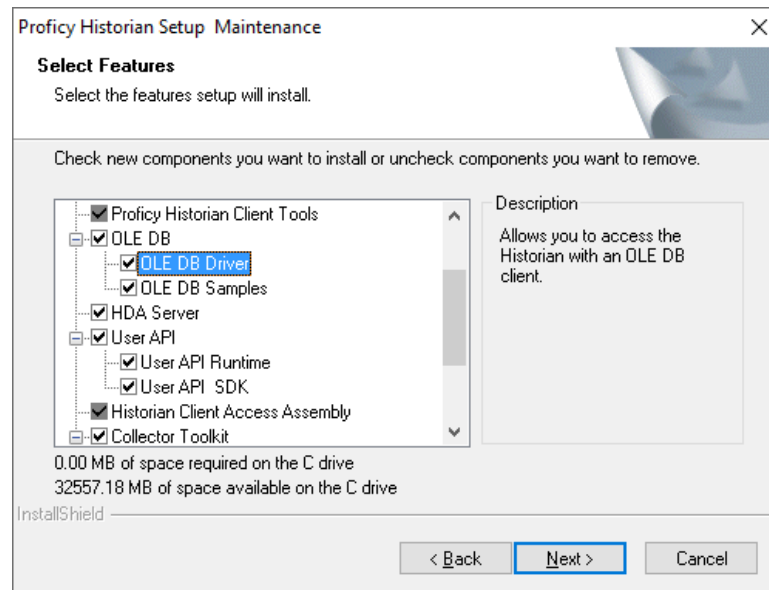 Proficy Historian Setup  Maintenance
Select Features
Select the features setup will install.
Check new components you want to install or uncheck components you want to remove.
Proficy Historian Client Tools
OLE DB
OLE DB Driver
OLE DB Samples
HDA Server
User API
User API Runtime
User API  SDK
Historian Client Access Assembly
Collector Toolkit
Description
Allows you to access the
Historian with an OLE DB
client.
0.00 MB of space required on the C drive
32557.18 MB of space available on the C drive
InstallShield
< Back
Next >
Cancel